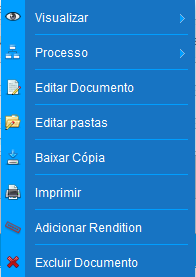 Visualizar
Processo
Editar Documento
Editar pastas
Baixar Cópia
Imprimir
Adicionar Rendition
Excluir Documento